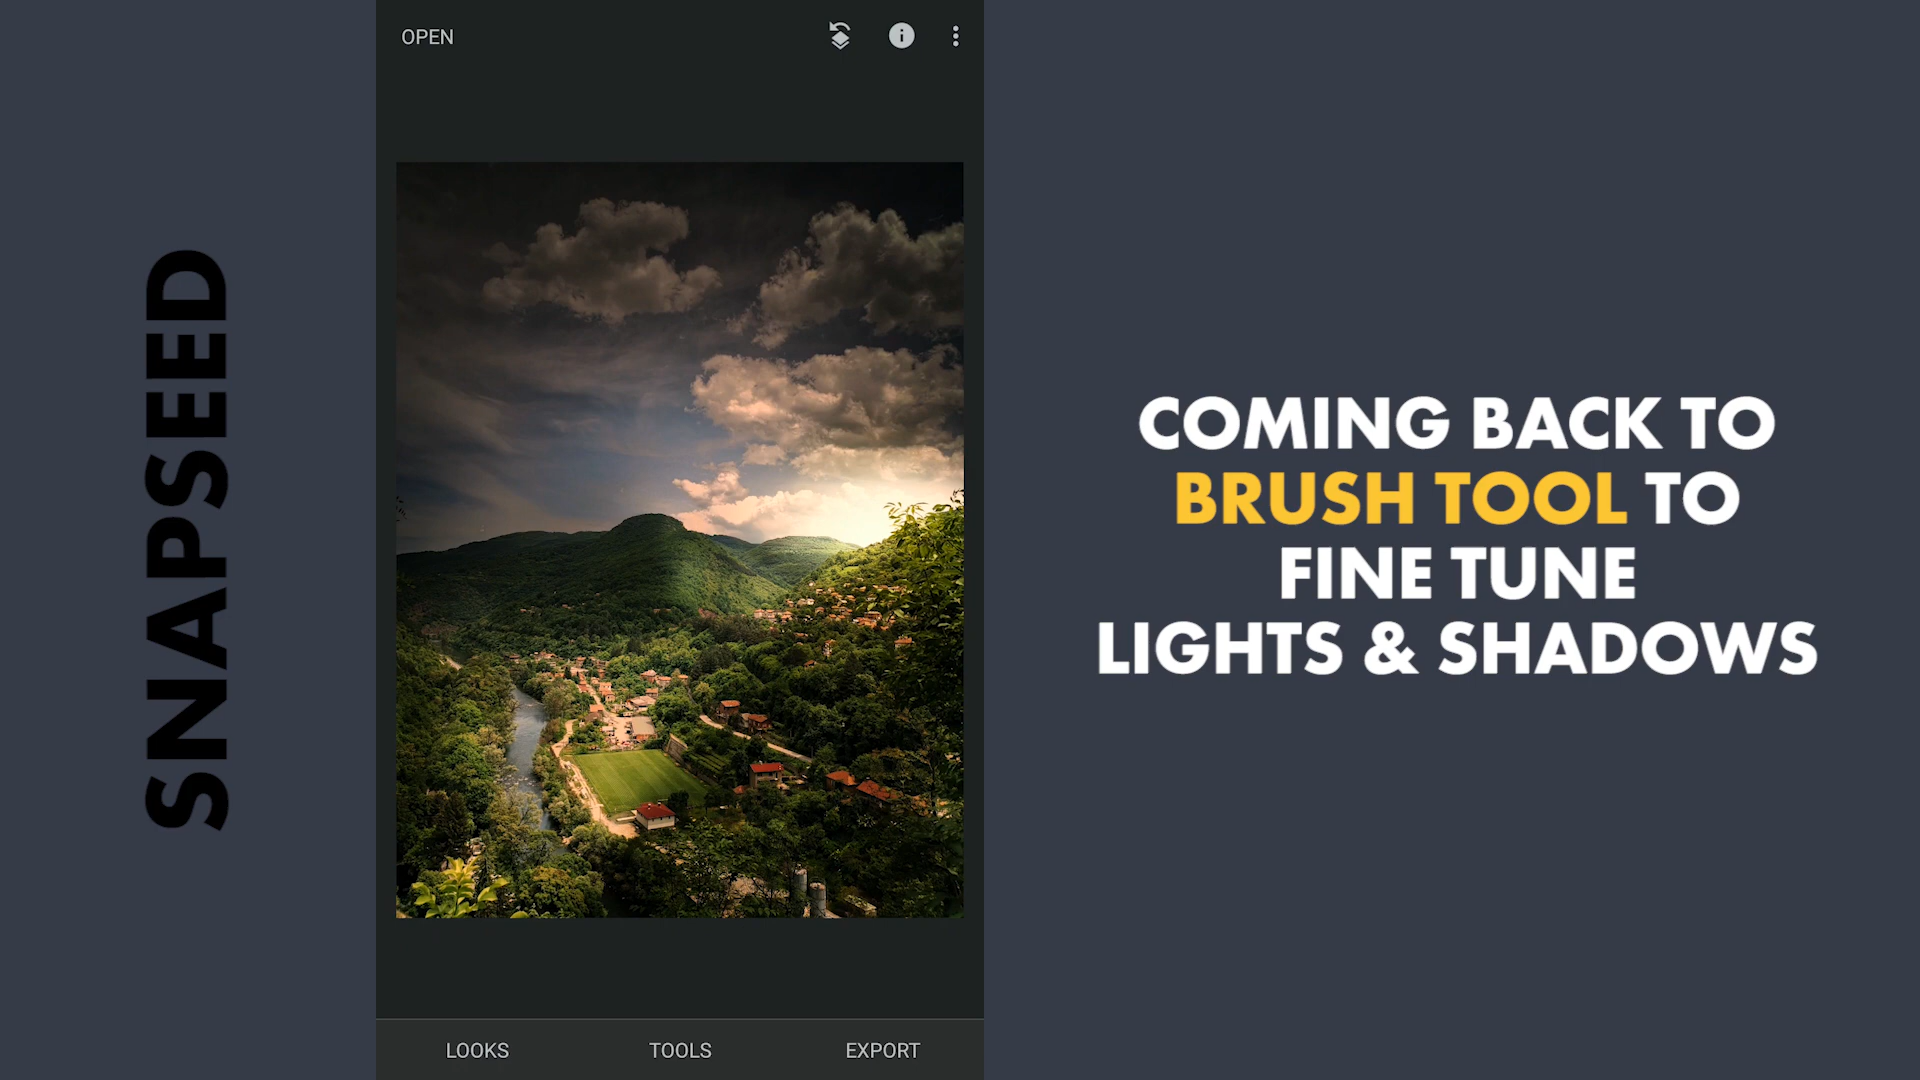 SNAPSEED
OPEN
LOOKS
TOOLS
EXPORT
COMING BACK TO
BRUSH TOOL TO
FINE TUNE
LIGHTS & SHADOWS